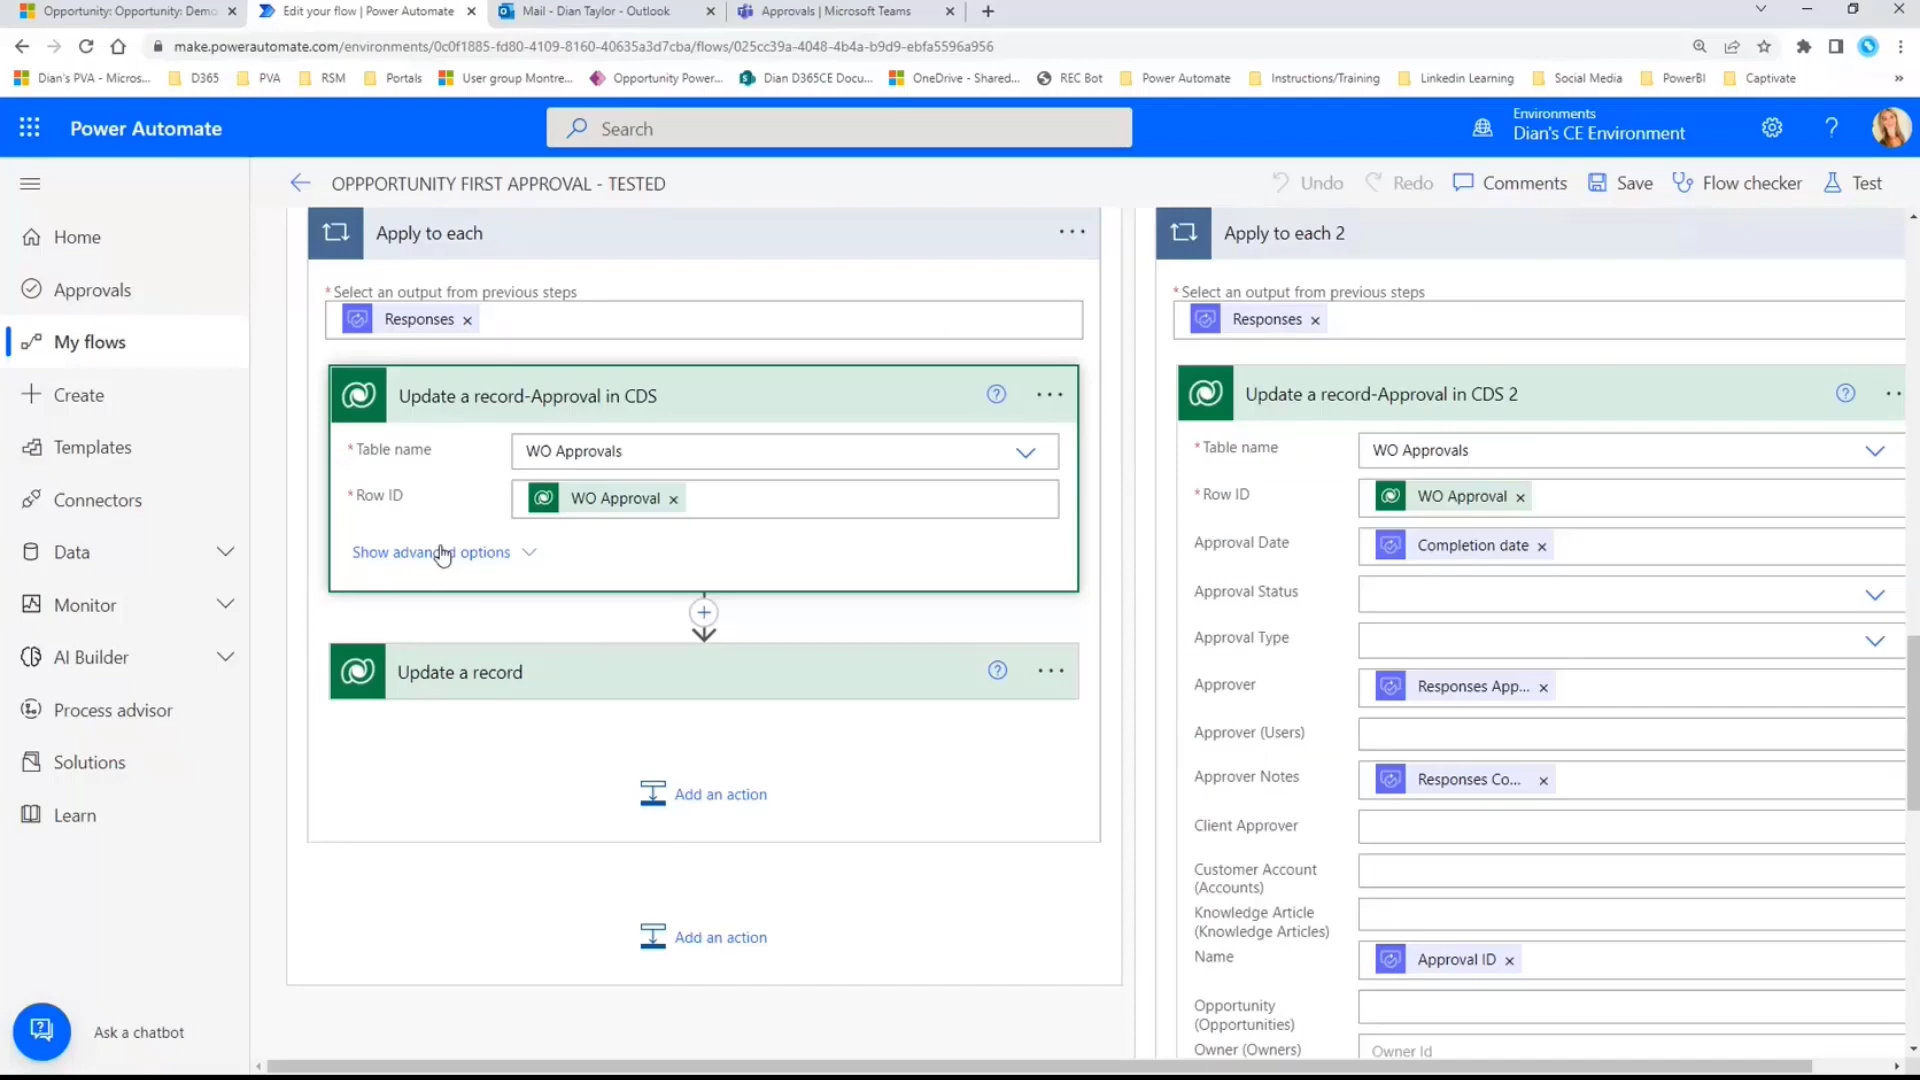 Opportunity: Opportunity: Demo
Edit your flow | Power Automate
Mail - Dian Taylor - Outlook
Approvals | Microsoft Teams
make.powerautomate.com/environments/0c0f1885-fd80-4109-8160-40635a3d7cba/flows/025cc39a-4048-4b4a-b9d9-ebfa5596a956
Dian's PVA - Micros...
D365
PVA
RSM
Portals
User group Montre...
Opportunity Power...
Dian D365CE Docu...
OneDrive - Shared...
REC Bot
Power Automate
Instructions/Training
Linkedin Learning
Social Media
PowerBI
Captivate
Power Automate
Search
Environments
Dian's CE Environment
OPPPORTUNITY FIRST APPROVAL - TESTED
Undo
Redo
Comments
Save
Flow checker
Test
Home
Approvals
My flows
Create
Templates
Connectors
Data
Monitor
AI Builder
Process advisor
Solutions
Learn
Ask a chatbot
Apply to each
* Select an output from previous steps
Responses
Update a record-Approval in CDS
* Table name
WO Approvals
* Row ID
WO Approval
Show advanced options
Update a record
Add an action
Add an action
Apply to each 2
* Select an output from previous steps
Responses
Update a record-Approval in CDS 2
* Table name
WO Approvals
* Row ID
WO Approval
Approval Date
Completion date
Approval Status
Approval Type
Approver
Responses App...
Approver (Users)
Approver Notes
Responses Co...
Client Approver
Customer Account
(Accounts)
Knowledge Article
(Knowledge Articles)
Name
Approval ID
Opportunity
(Opportunities)
Owner (Owners)
Owner Id